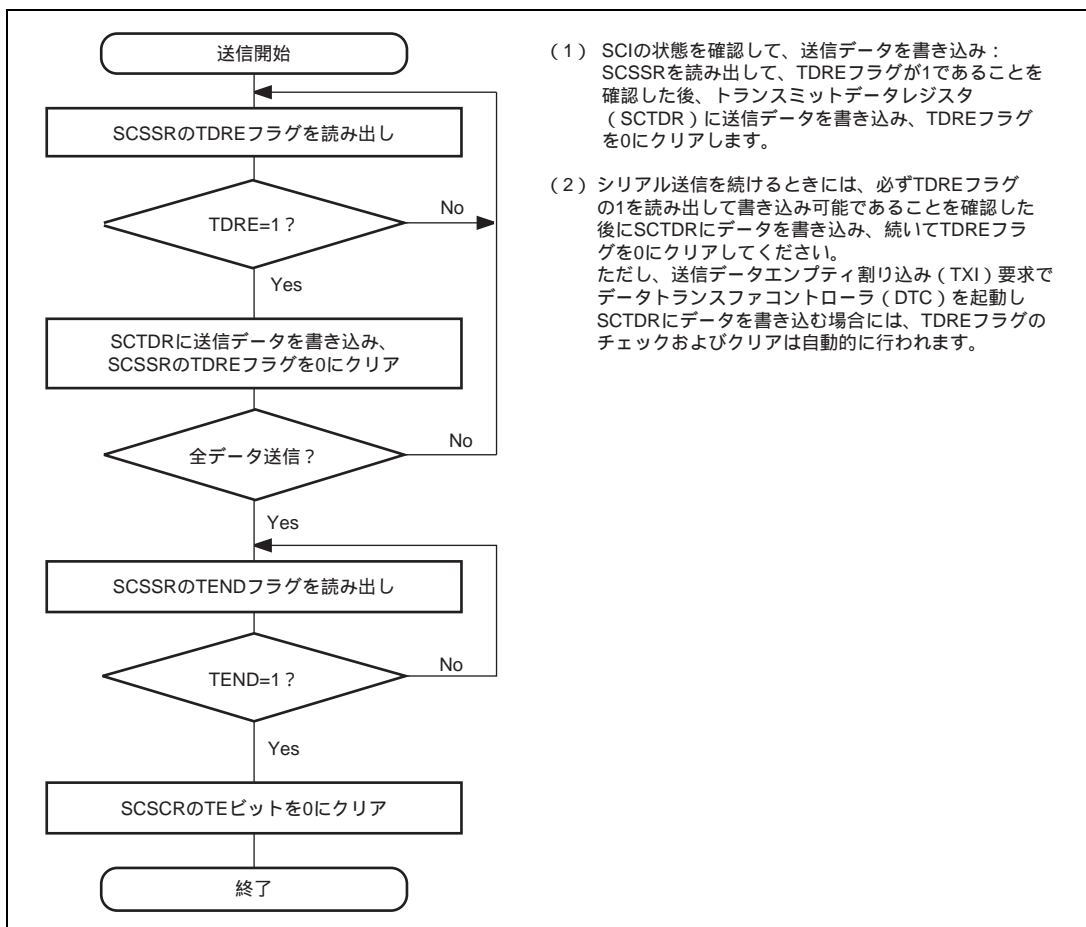 送信開始
SCSSRのTDREフラグを読み出し
TDRE=1?
No
Yes
SCTDRに送信データを書き込み、
SCSSRのTDREフラグを0にクリア
全データ送信?
No
Yes
SCSSRのTENDフラグを読み出し
TEND=1?
No
Yes
SCSCRのTEビットを0にクリア
終了
(1) SCIの状態を確認して、送信データを書き込み:
SCSSRを読み出して、TDREフラグが1であることを
確認した後、トランスミットデータレジスタ
(SCTDR)に送信データを書き込み、TDREフラグ
を0にクリアします。
(2) シリアル送信を続けるときには、必ずTDREフラグ
の1を読み出して書き込み可能であることを確認した
後にSCTDRにデータを書き込み、続いてTDREフラ
グを0にクリアしてください。
ただし、送信データエンプティ割り込み(TXI)要求で
データトランスファコントローラ(DTC)を起動し
SCTDRにデータを書き込む場合には、TDREフラグの
チェックおよびクリアは自動的に行われます。